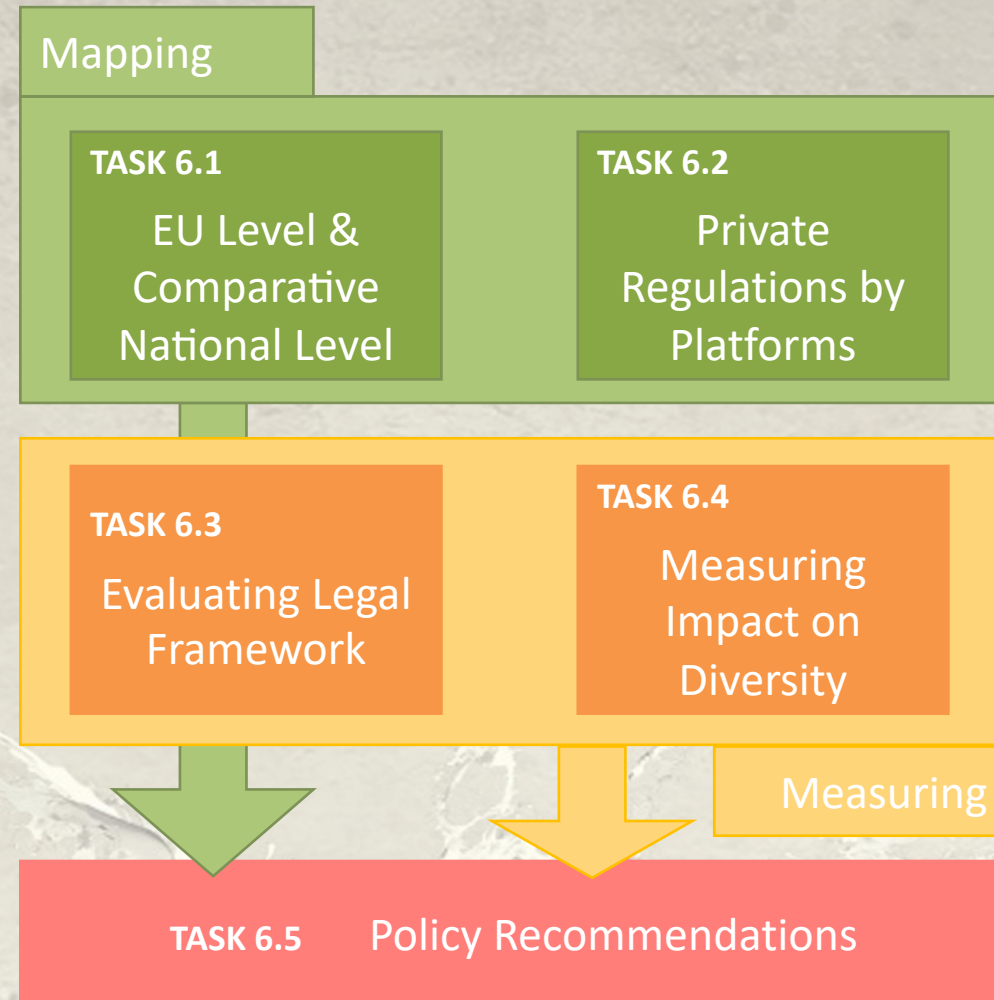 Mapping
TASK 6.1
EU Level &
Comparative
National Level
TASK 6.2
Private
Regulations by
Platforms
TASK 6.3
Evaluating Legal
Framework
TASK 6.4
Measuring
Impact on
Diversity
Measuring
TASK 6.5 Policy Recommendations